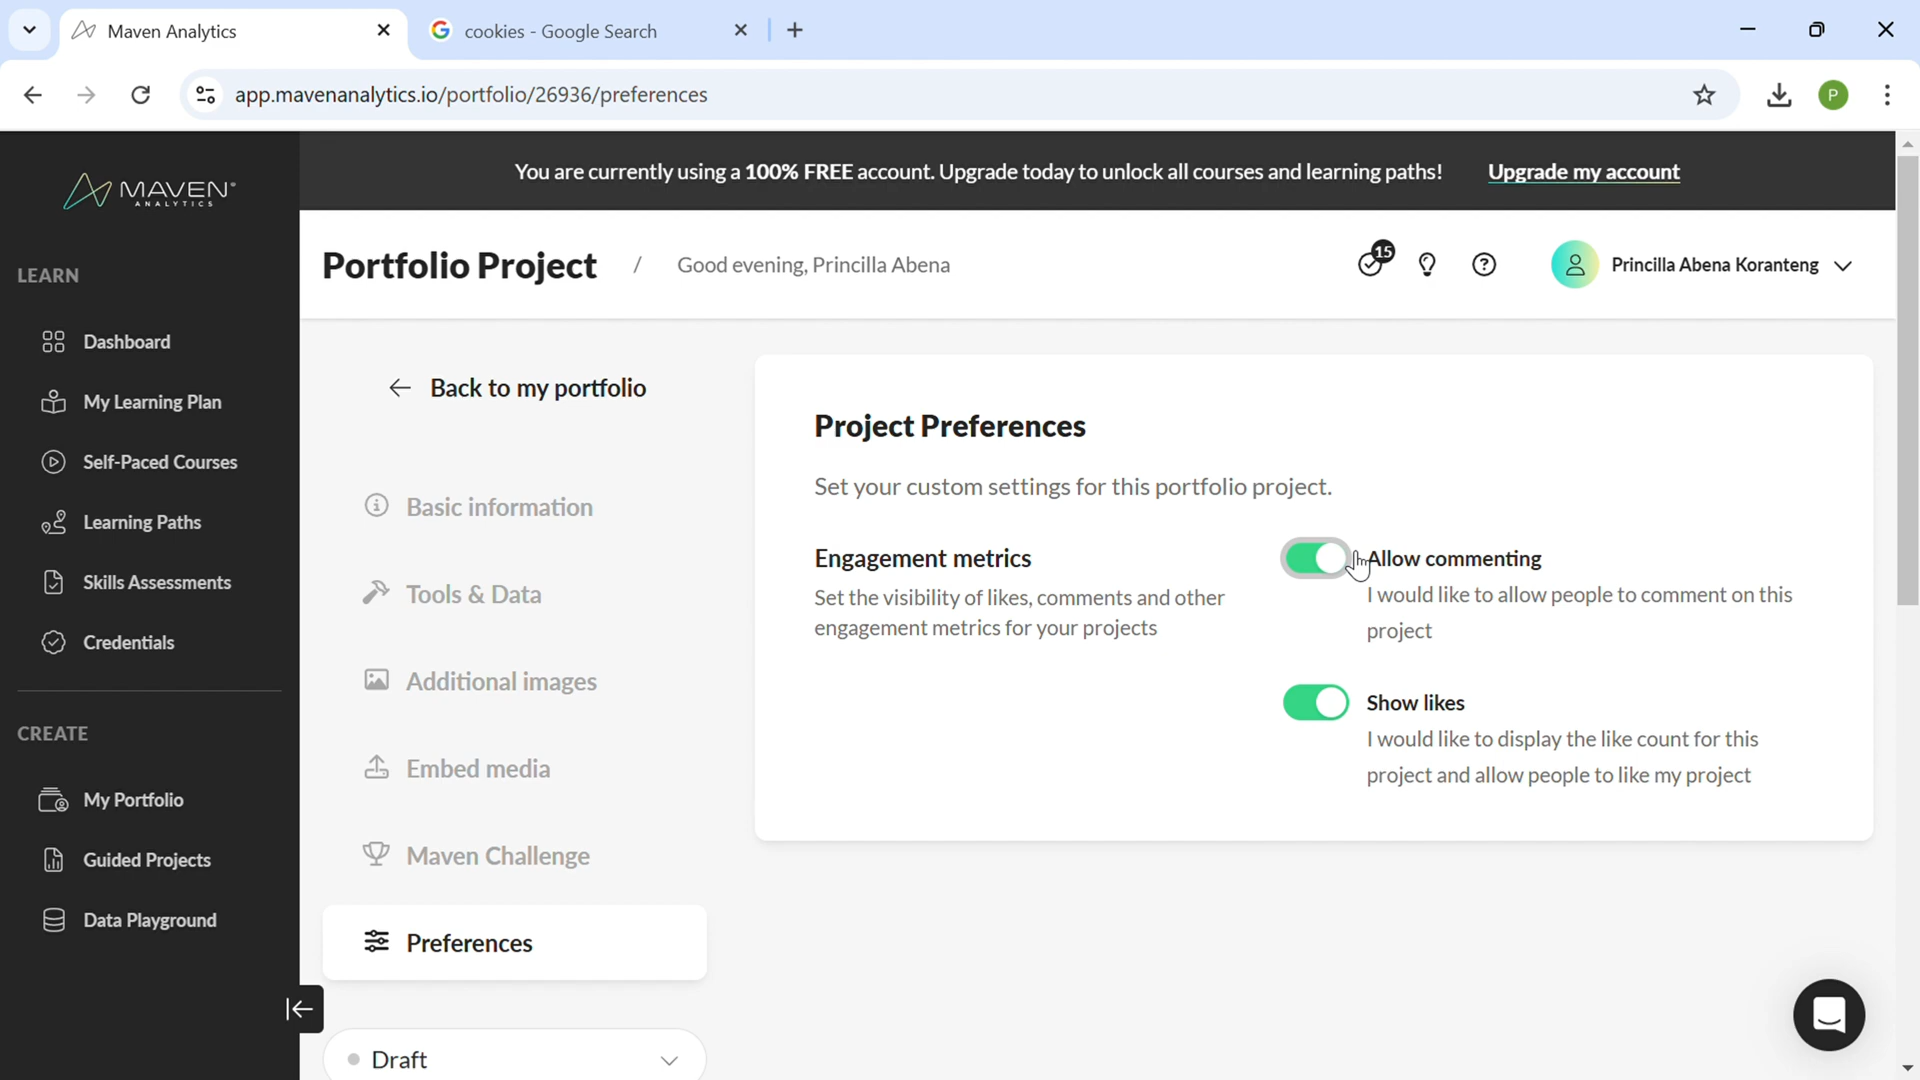 Maven Analytics
cookies - Google Search
app.mavenanalytics.io/portfolio/26936/preferences
P
MAVEN
ANALYTICS
You are currently using a 100% FREE account. Upgrade today to unlock all courses and learning paths!
Upgrade my account
Portfolio Project / Good evening, Princilla Abena
15
Princilla Abena Koranteng
LEARN
Dashboard
My Learning Plan
Self-Paced Courses
Learning Paths
Skills Assessments
Credentials
CREATE
My Portfolio
Guided Projects
Data Playground
Back to my portfolio
Basic information
Tools & Data
Additional images
Embed media
Maven Challenge
Preferences
Draft
Project Preferences
Set your custom settings for this portfolio project.
Engagement metrics
Set the visibility of likes, comments and other
engagement metrics for your projects
Allow commenting
I would like to allow people to comment on this
project
Show likes
I would like to display the like count for this
project and allow people to like my project